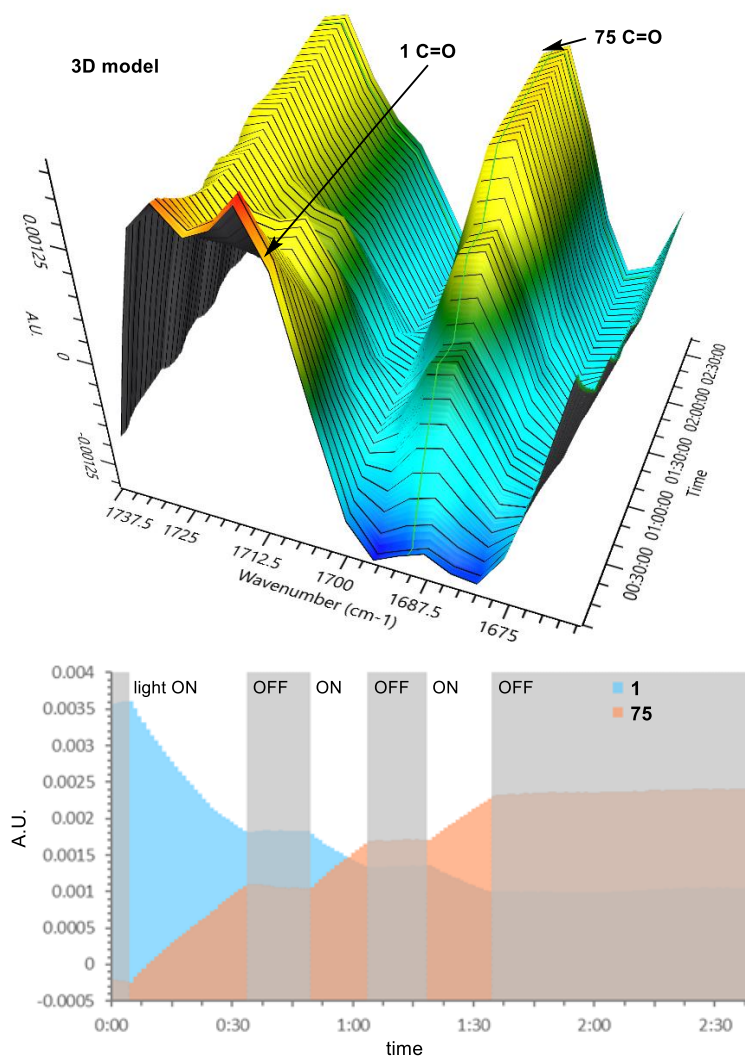 3D model
1 C=O
75 C=O
0.00125
A.U.
0
-0.00125
1737.5
1725
1712.5
1700
1687.5
1675
Wavenumber (cm-1)
00:30:00
01:00:00
01:30:00
02:00:00
02:30:00
Time
light ON
OFF
ON
OFF
ON
OFF
1
75
0.004
0.0035
0.003
0.0025
0.002
0.0015
0.001
0.0005
0
-0.0005
A.U.
0:00
0:30
1:00
1:30
2:00
2:30
time